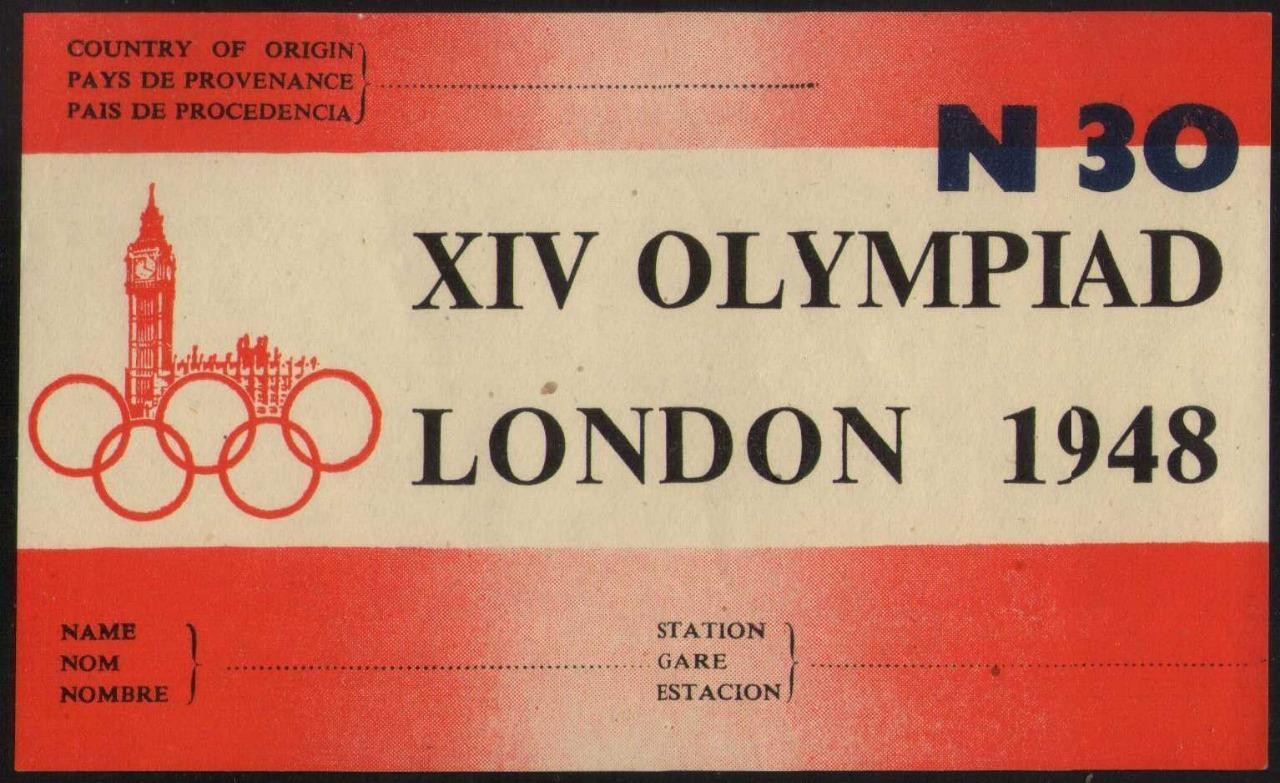 COUNTRY OF ORIGIN
PAYS DE PROVENANCE
PAIS DE PROCEDENCIA
N 30
XIV OLYMPIAD
LONDON 1948
NAME
NOM
NOMBRE
STATION
GARE
ESTACION